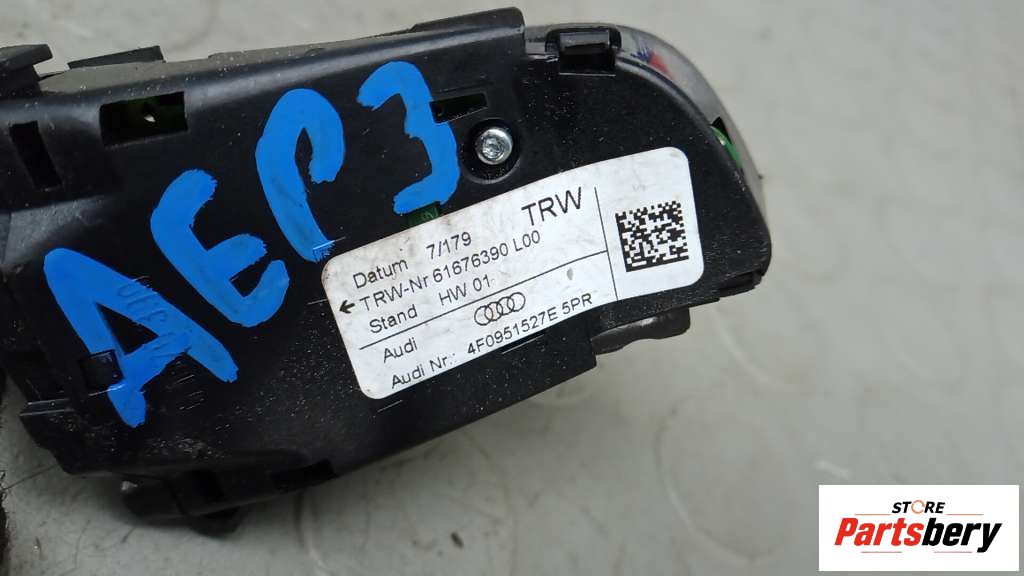 AEP3
TRW
Datum 7/179
← TRW-Nr 61676390 L00
Stand HW 01
Audi
Audi Nr.: 4F0951527E 5PR
STORE
Partsbery